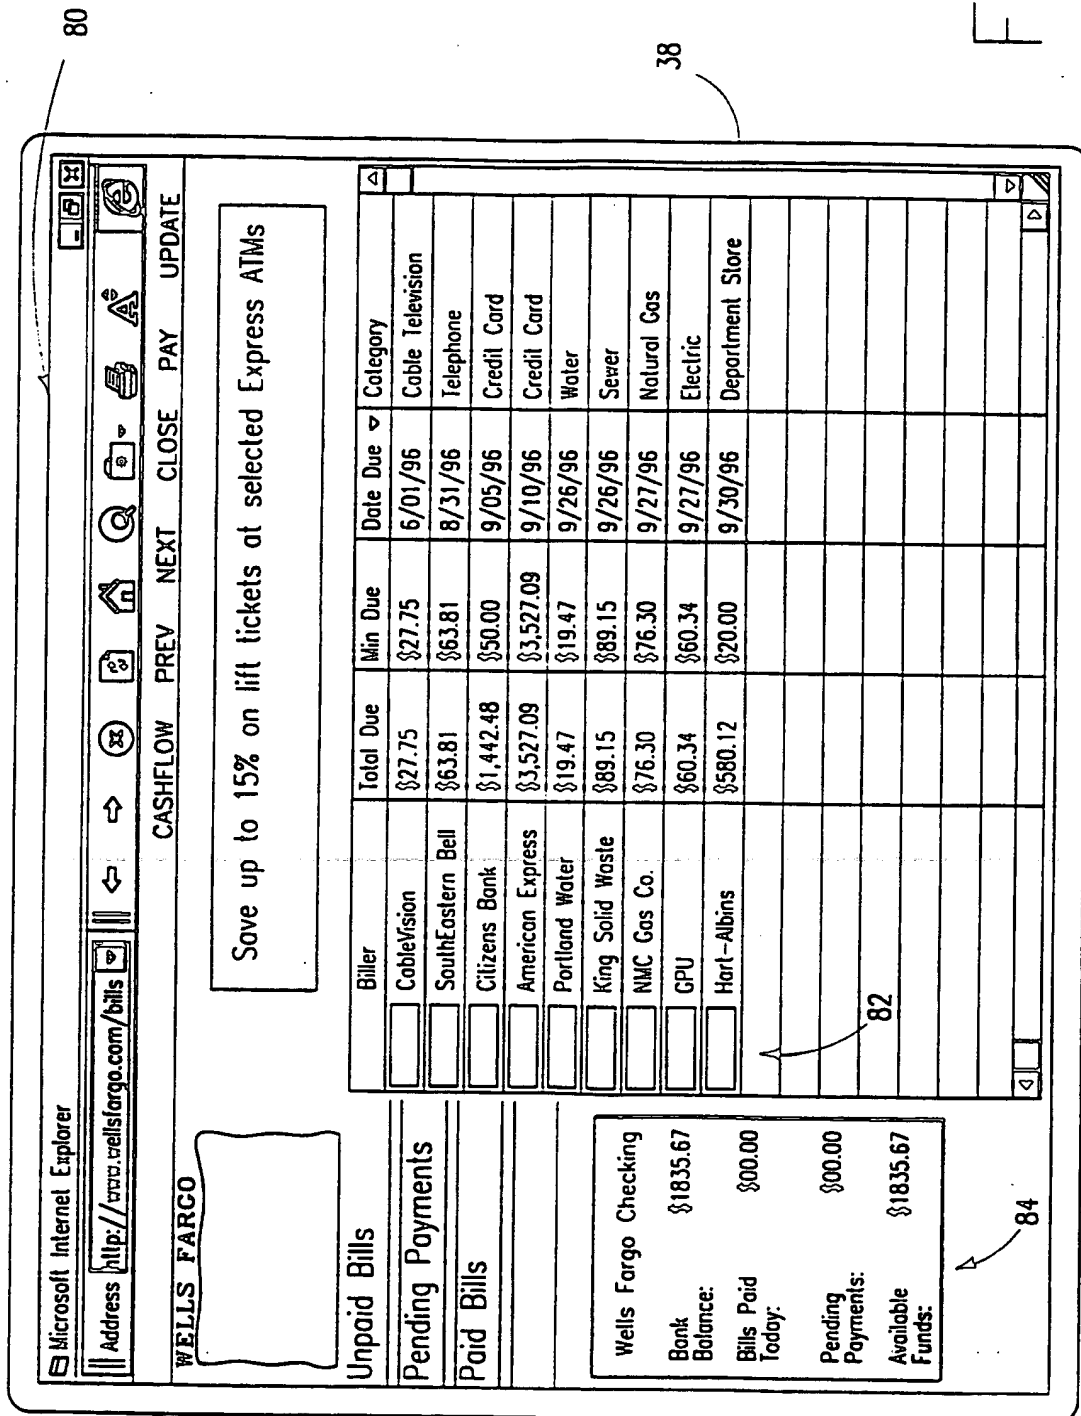 80
Microsoft Internet Explorer
Address http://www.wellsfargo.com/bills
CASHFLOW PREV NEXT CLOSE PAY UPDATE
WELLS FARGO
Save up to 15% on lift tickets at selected Express ATMs
Unpaid Bills
Pending Payments
Paid Bills
Biller Total Due Min Due Date Due Category
CableVision $27.75 $27.75 6/01/96 Cable Television
SouthEastern Bell $63.81 $63.81 8/31/96 Telephone
Citizens Bank $1,442.48 $50.00 9/05/96 Credit Card
American Express $3,527.09 $3,527.09 9/10/96 Credit Card
Portland Water $19.47 $19.47 9/26/96 Water
King Solid Waste $89.15 $89.15 9/26/96 Sewer
NMC Gas Co. $76.30 $76.30 9/27/96 Natural Gas
GPU $60.34 $60.34 9/27/96 Electric
Hart-Albins $580.12 $20.00 9/30/96 Department Store
82
Wells Fargo Checking
Bank
Balance: $1835.67
Bills Paid
Today: $00.00
Pending
Payments: $00.00
Available
Funds: $1835.67
84
38
F